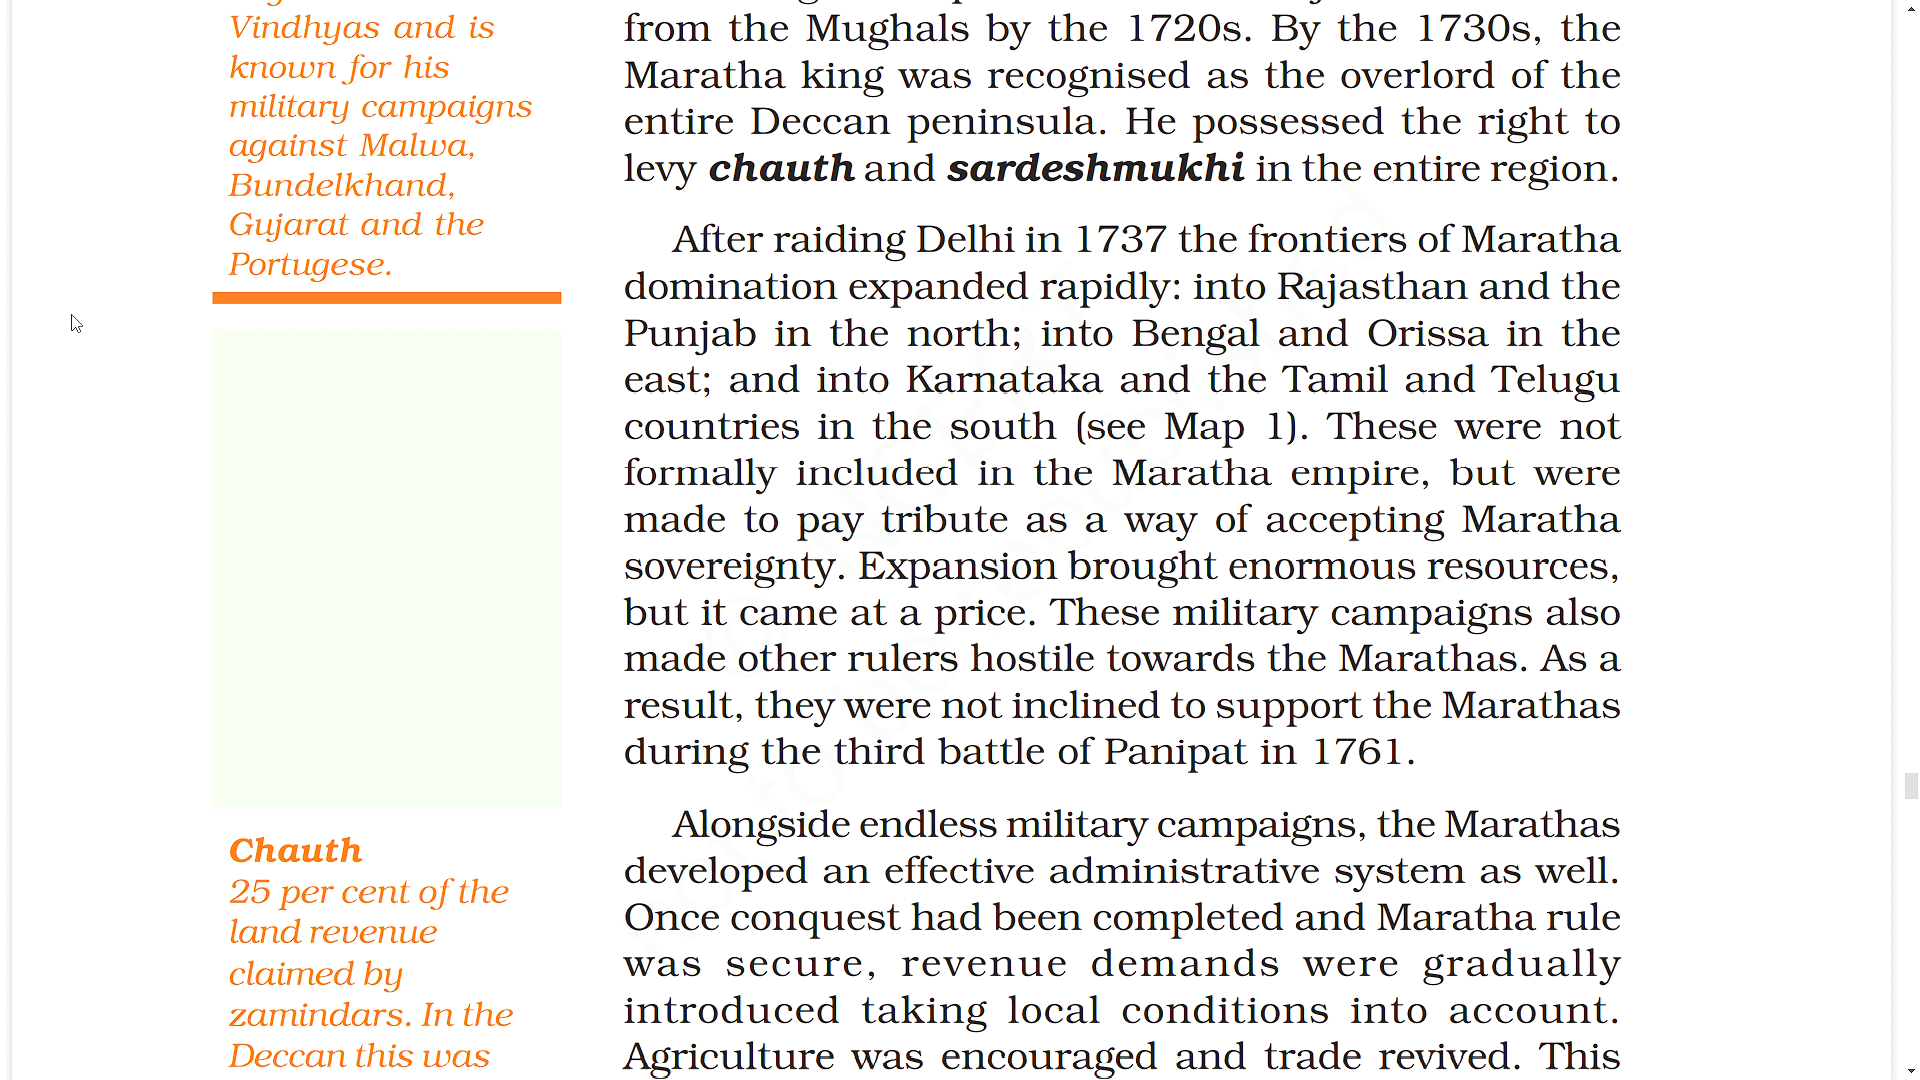 Vindhyas and is
known for his
military campaigns
against Malwa,
Bundelkhand,
Gujarat and the
Portugese.
Chauth
25 per cent of the
land revenue
claimed by
zamindars. In the
Deccan this was
from the Mughals by the 1720s. By the 1730s, the
Maratha king was recognised as the overlord of the
entire Deccan peninsula. He possessed the right to
levy chauth and sardeshmukhi in the entire region.
After raiding Delhi in 1737 the frontiers of Maratha
domination expanded rapidly: into Rajasthan and the
Punjab in the north; into Bengal and Orissa in the
east; and into Karnataka and the Tamil and Telugu
countries in the south (see Map 1). These were not
formally included in the Maratha empire, but were
made to pay tribute as a way of accepting Maratha
sovereignty. Expansion brought enormous resources,
but it came at a price. These military campaigns also
made other rulers hostile towards the Marathas. As a
result, they were not inclined to support the Marathas
during the third battle of Panipat in 1761.
Alongside endless military campaigns, the Marathas
developed an effective administrative system as well.
Once conquest had been completed and Maratha rule
was secure, revenue demands were gradually
introduced taking local conditions into account.
Agriculture was encouraged and trade revived. This